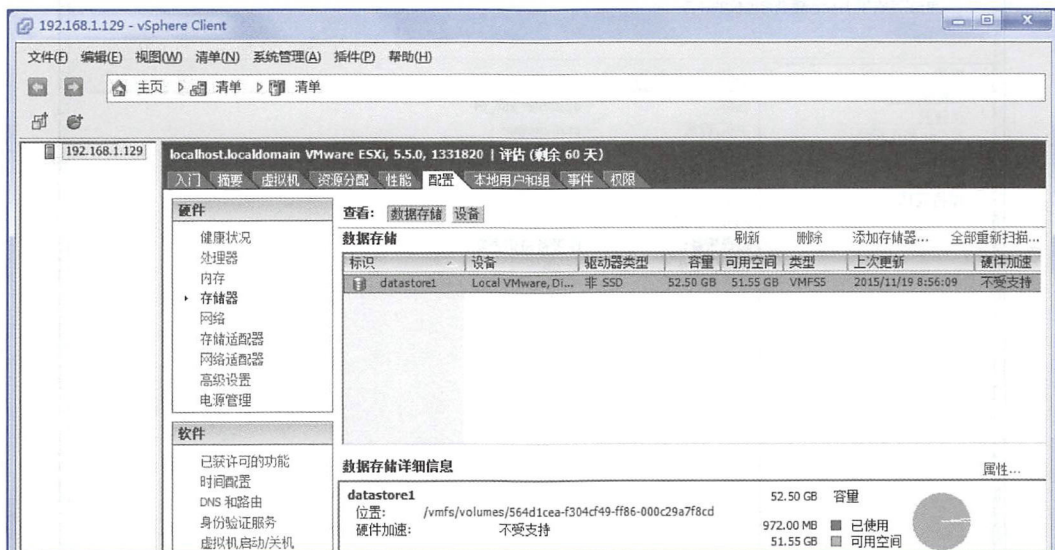 192.168.1.129 - vSphere Client
文件(F) 编辑(E) 视图(W) 清单(N) 系统管理(A) 插件(P) 帮助(H)
主页 清单 清单
192.168.1.129
localhost.localdomain VMware ESXi, 5.5.0, 1331820 | 评估 (剩余 60 天)
入门 摘要 虚拟机 资源分配 性能 配置 本地用户和组 事件 权限
硬件
健康状况
处理器
内存
存储器
网络
存储适配器
网络适配器
高级设置
电源管理
软件
已获许可的功能
时间配置
DNS 和路由
身份验证服务
虚拟机启动/关机
查看: 数据存储 设备
数据存储 刷新 删除 添加存储器... 全部重新扫描...
标识 设备 驱动器类型 容量 可用空间 类型 上次更新 硬件加速
datastore1 Local VMware, Di... 非 SSD 52.50 GB 51.55 GB VMFS5 2015/11/19 8:56:09 不受支持
数据存储详细信息 属性...
datastore1 52.50 GB 容量
位置: /vmfs/volumes/564d1cea-f304cf49-ff86-000c29a7f8cd
硬件加速: 不受支持 972.00 MB 已使用
51.55 GB 可用空间